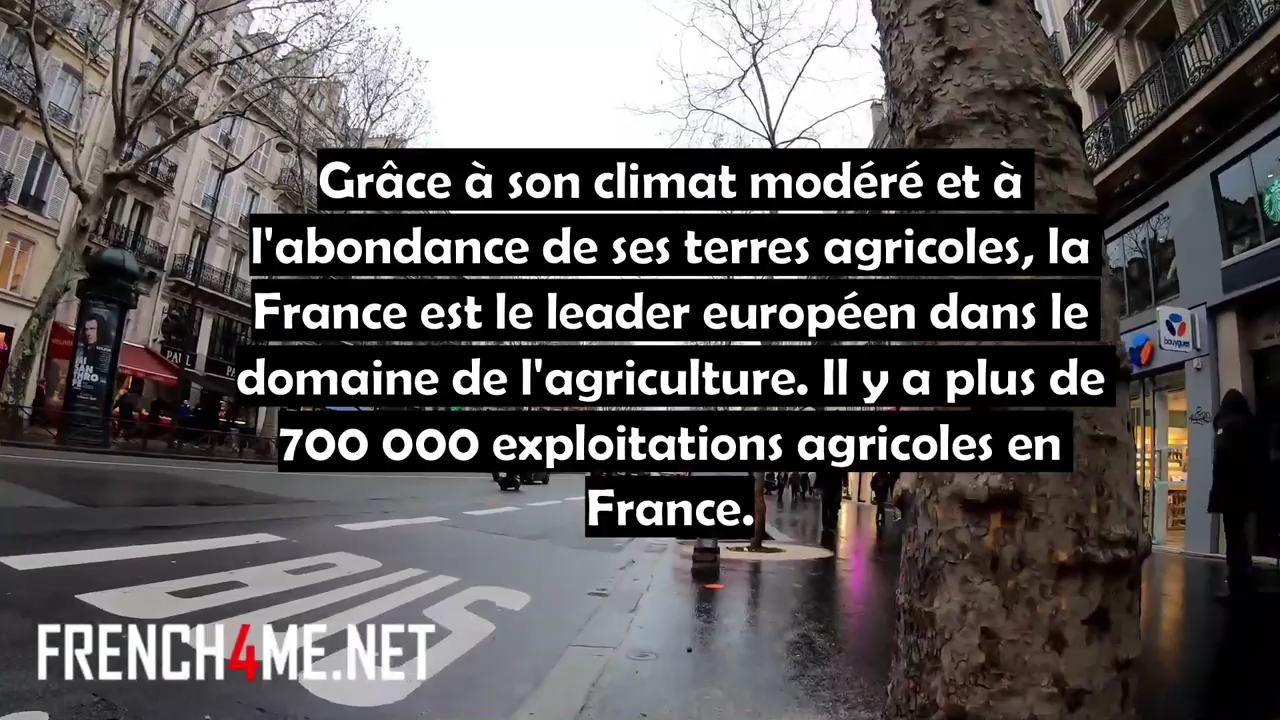 Grâce à son climat modéré et à
l'abondance de ses terres agricoles, la
France est le leader européen dans le
domaine de l'agriculture. Il y a plus de
700 000 exploitations agricoles en
France.
PAUL
bouygues
BUS
FRENCH4ME.NET